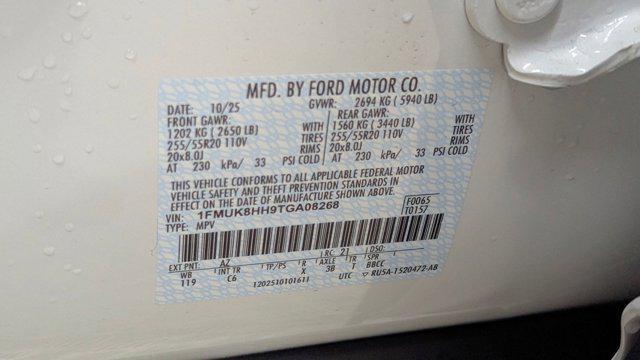 MFD. BY FORD MOTOR CO.
DATE: 10/25 GVWR: 2694 KG ( 5940 LB)
FRONT GAWR: REAR GAWR:
1202 KG ( 2650 LB) WITH 1560 KG ( 3440 LB) WITH
255/55R20 110V TIRES 255/55R20 110V TIRES
20x8.0J RIMS 20x8.0J RIMS
AT 230 kPa/ 33 PSI COLD AT 230 kPa/ 33 PSI COLD
THIS VEHICLE CONFORMS TO ALL APPLICABLE FEDERAL MOTOR
VEHICLE SAFETY AND THEFT PREVENTION STANDARDS IN
EFFECT ON THE DATE OF MANUFACTURE SHOWN ABOVE.
VIN: 1FMUK8HH9TGA08268 F0065
TYPE: MPV T0157
EXT PNT: AZ RC: 21 DSO:
WB INT TR TP/PS R AXLE TR SPR
119 C6 X 3B T BBCC
1202510101611 UTC RU5A-1520472-AB